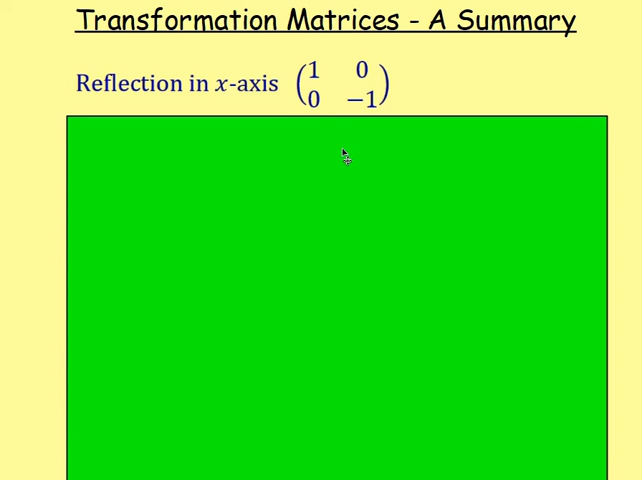 Transformation Matrices - A Summary
Reflection in x-axis (1 0
0 −1)